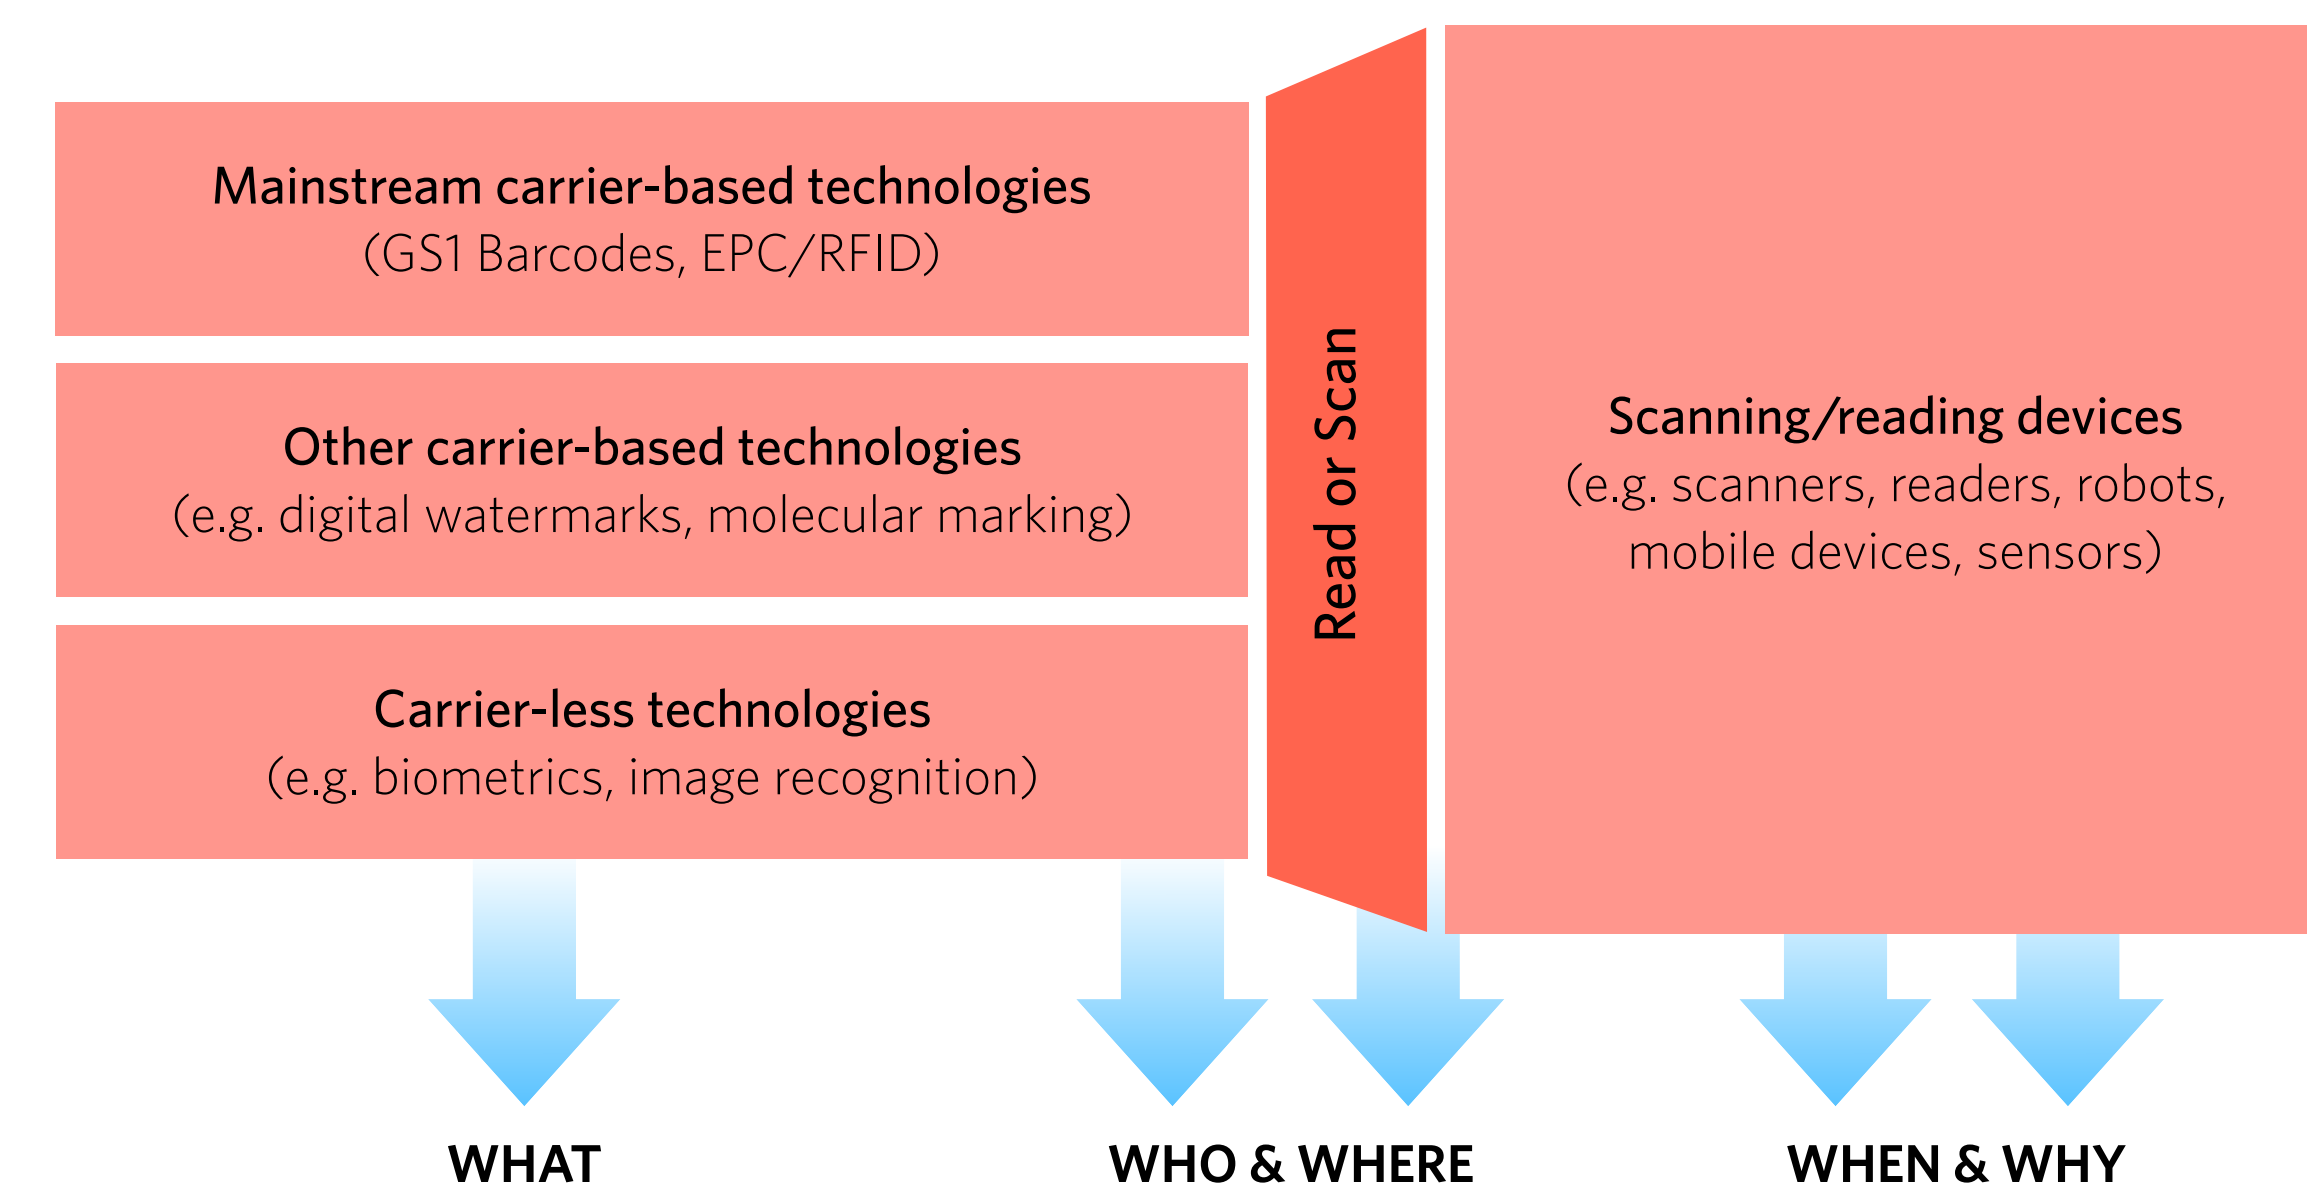 Mainstream carrier-based technologies
(GS1 Barcodes, EPC/RFID)
Other carrier-based technologies
(e.g. digital watermarks, molecular marking)
Carrier-less technologies
(e.g. biometrics, image recognition)
Read or Scan
Scanning/reading devices
(e.g. scanners, readers, robots,
mobile devices, sensors)
WHAT
WHO & WHERE
WHEN & WHY